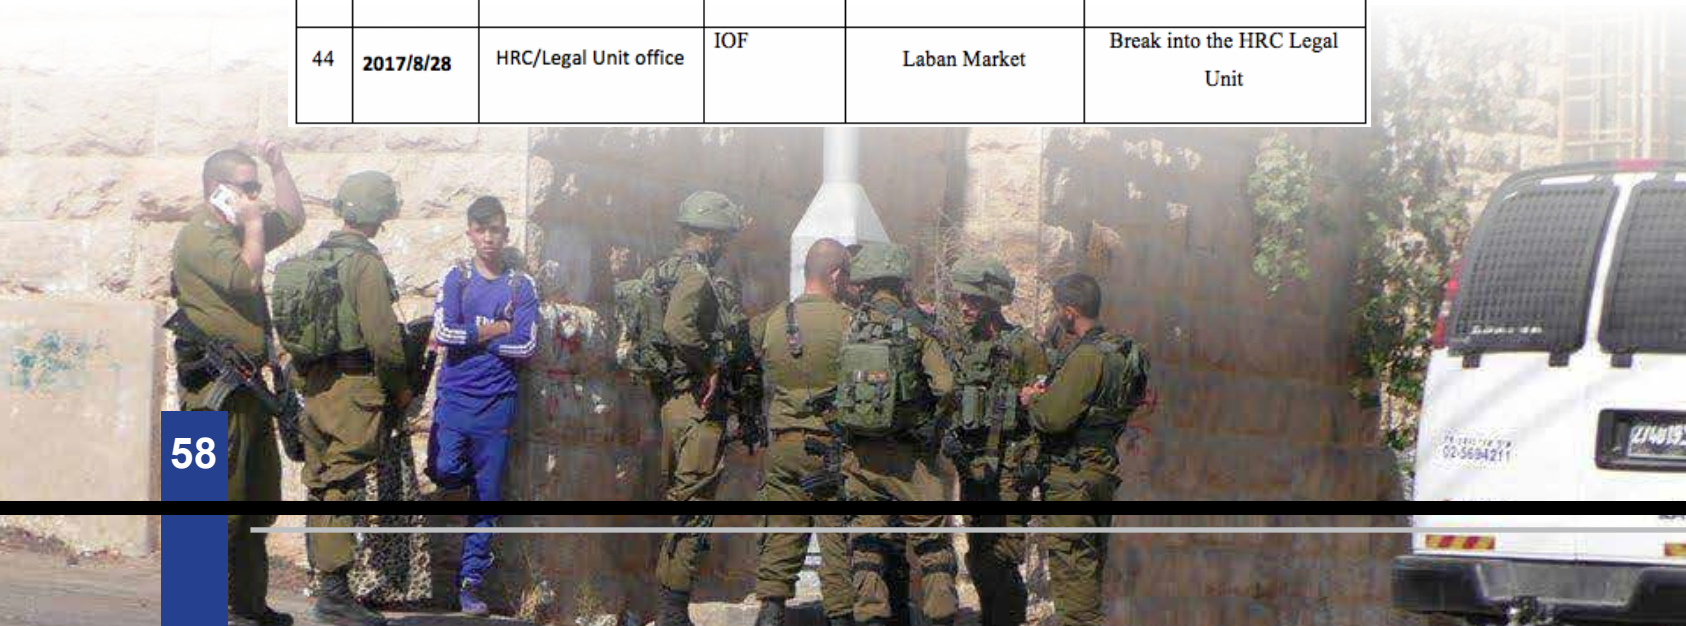 44
2017/8/28
HRC/Legal Unit office
IOF
Laban Market
Break into the HRC Legal
Unit
58
02-5694211